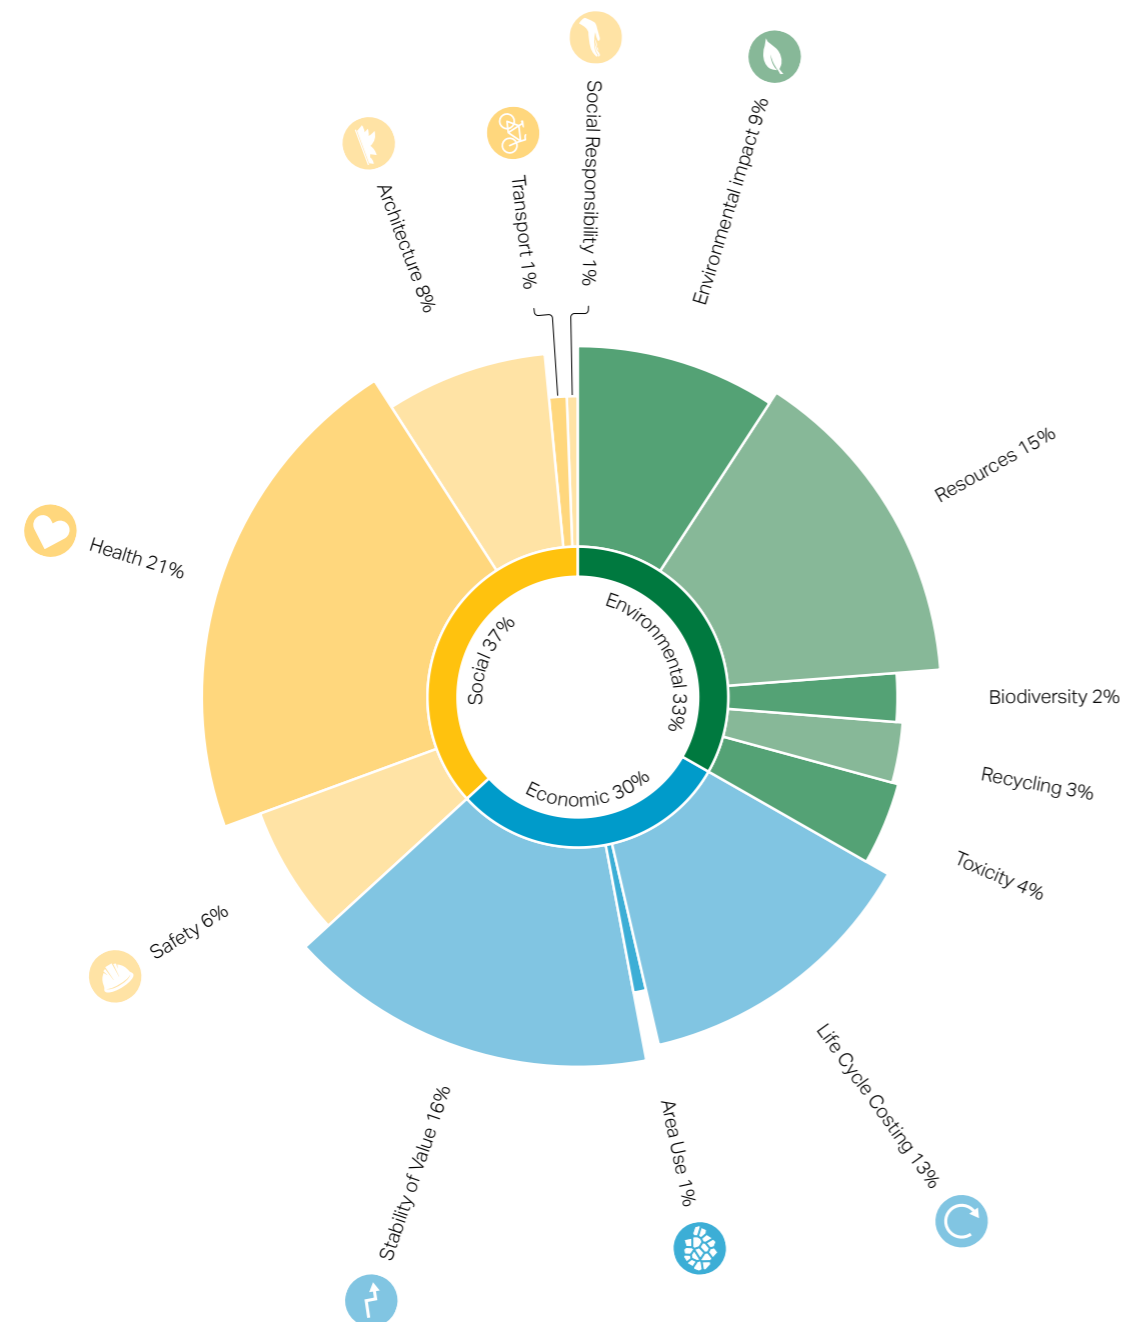 Social Responsibility 1%
Environmental impact 9%
Transport 1%
Architecture 8%
Resources 15%
Health 21%
Biodiversity 2%
Recycling 3%
Toxicity 4%
Safety 6%
Life Cycle Costing 13%
Area Use 1%
Stability of Value 16%
Social 37%
Environmental 33%
Economic 30%